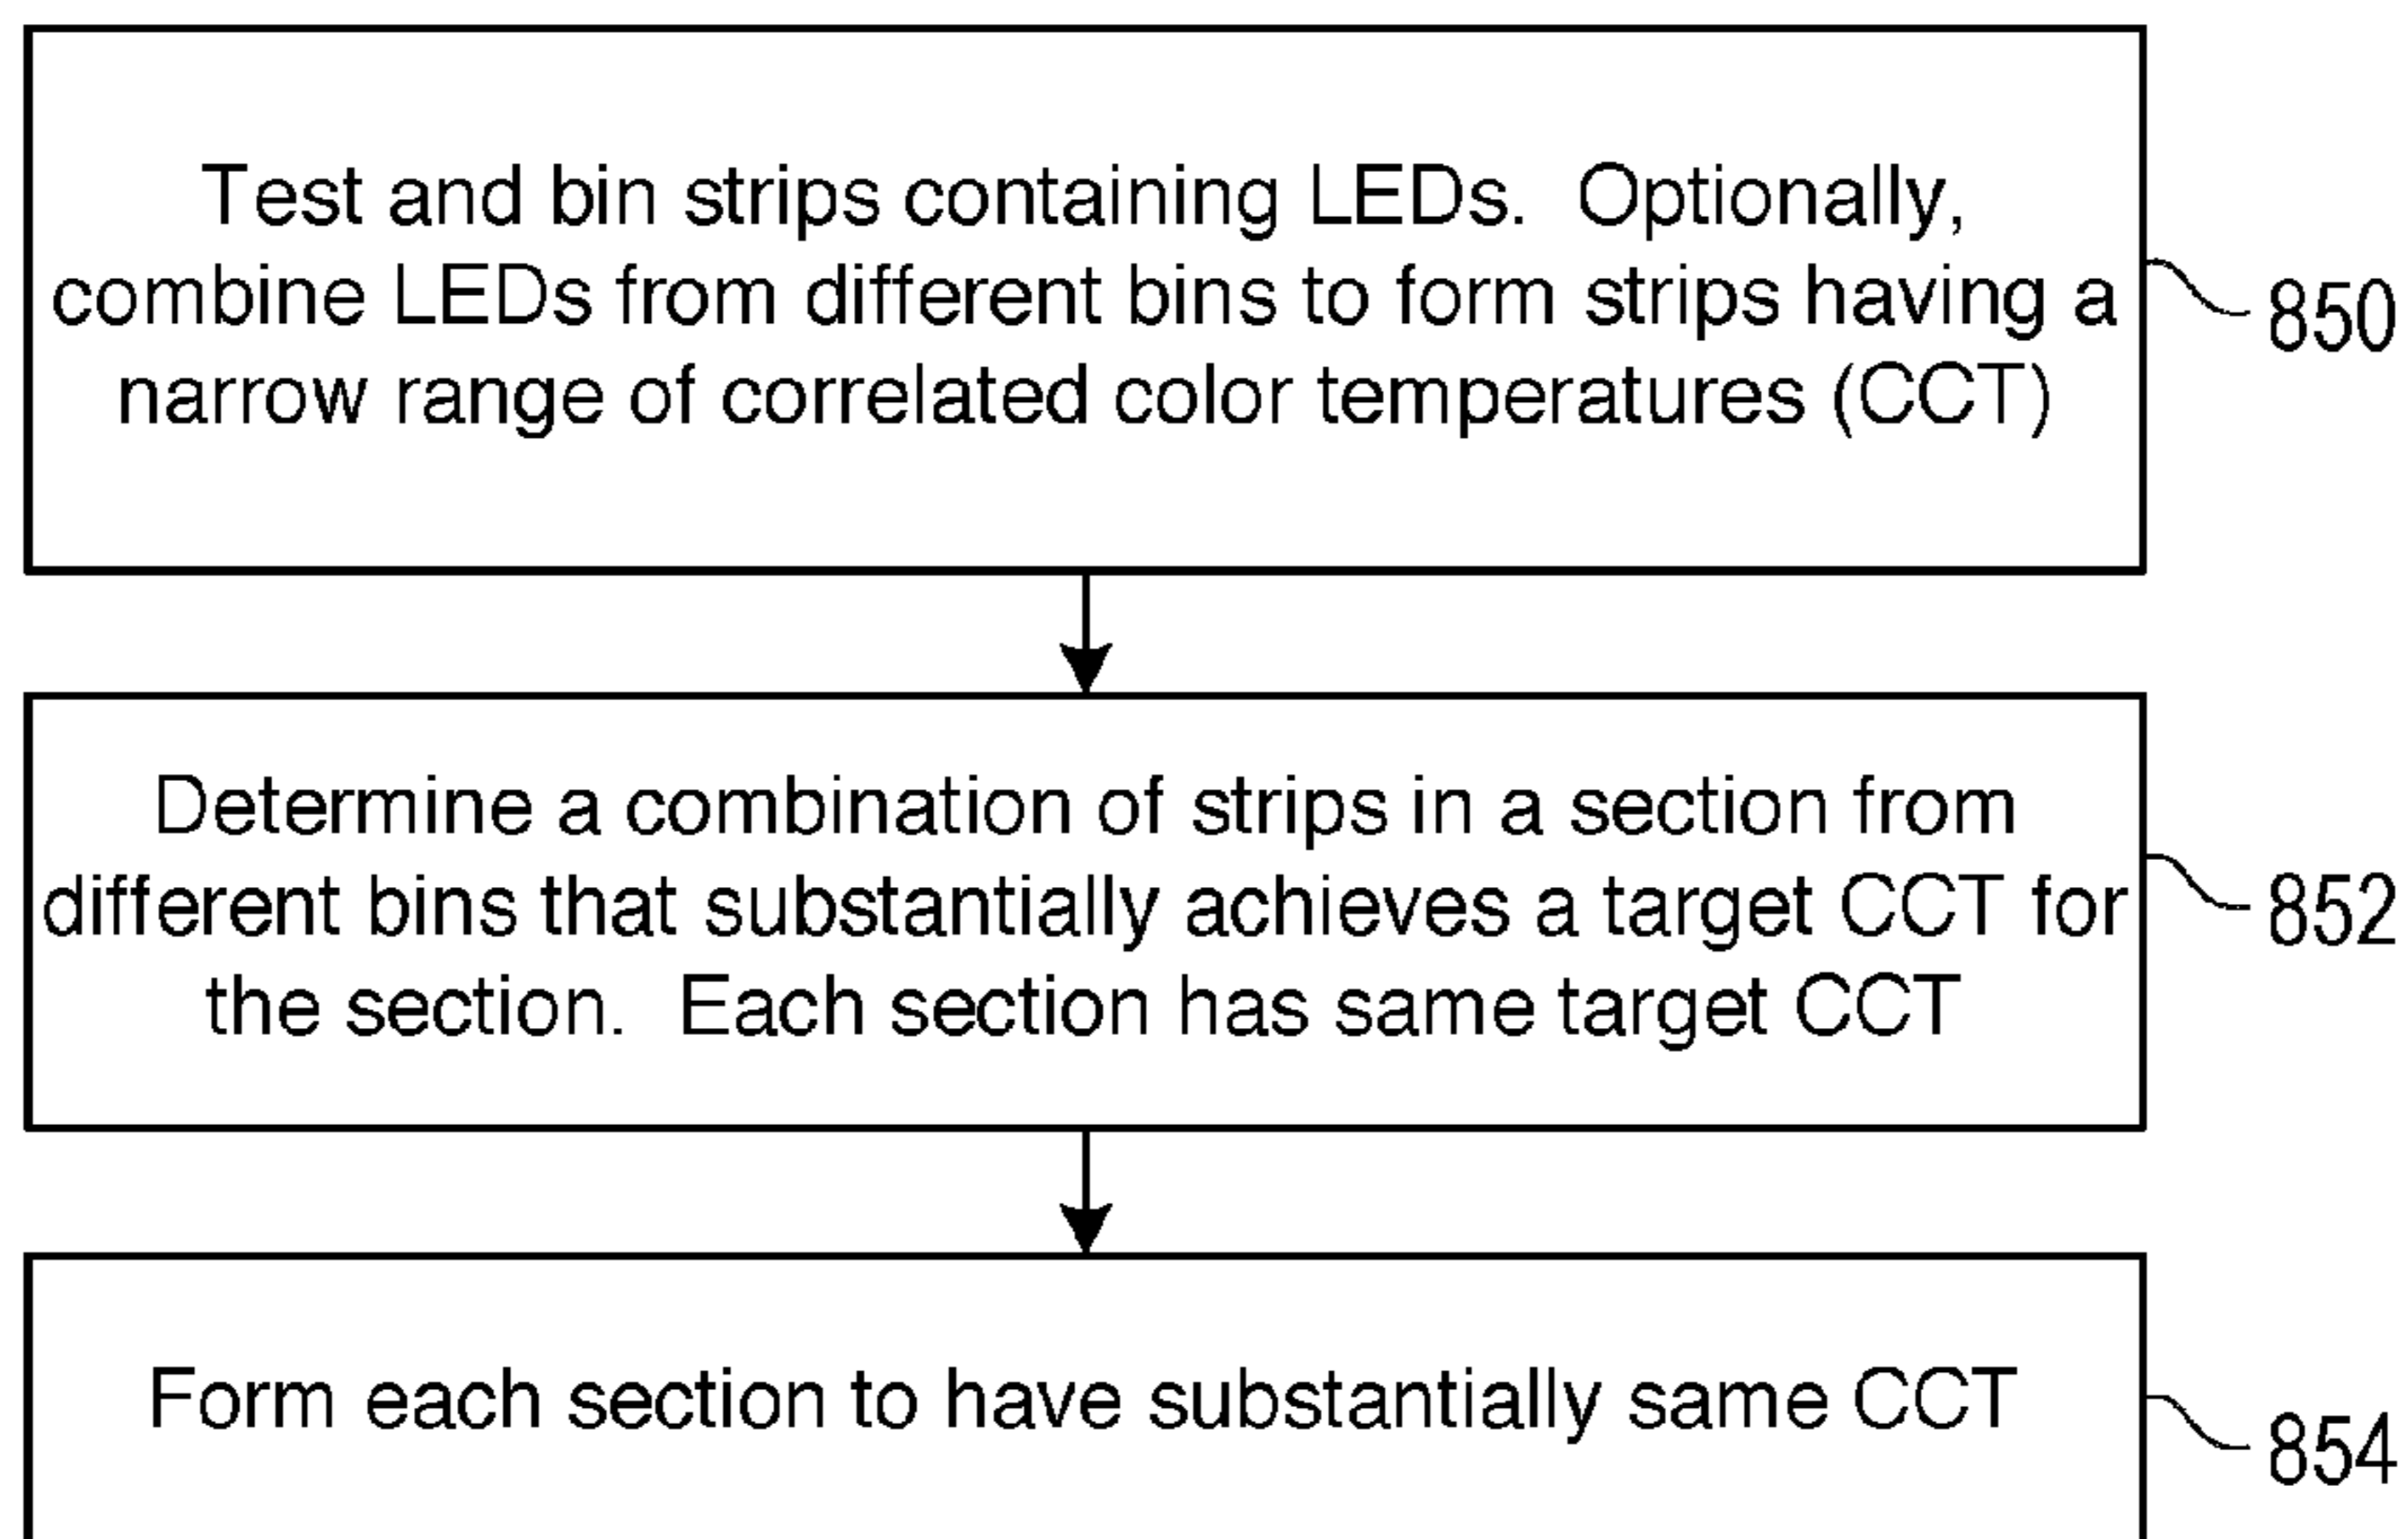 Test and bin strips containing LEDs.  Optionally,
combine LEDs from different bins to form strips having a
narrow range of correlated color temperatures (CCT)
850
Determine a combination of strips in a section from
different bins that substantially achieves a target CCT for
the section.  Each section has same target CCT
852
Form each section to have substantially same CCT
854